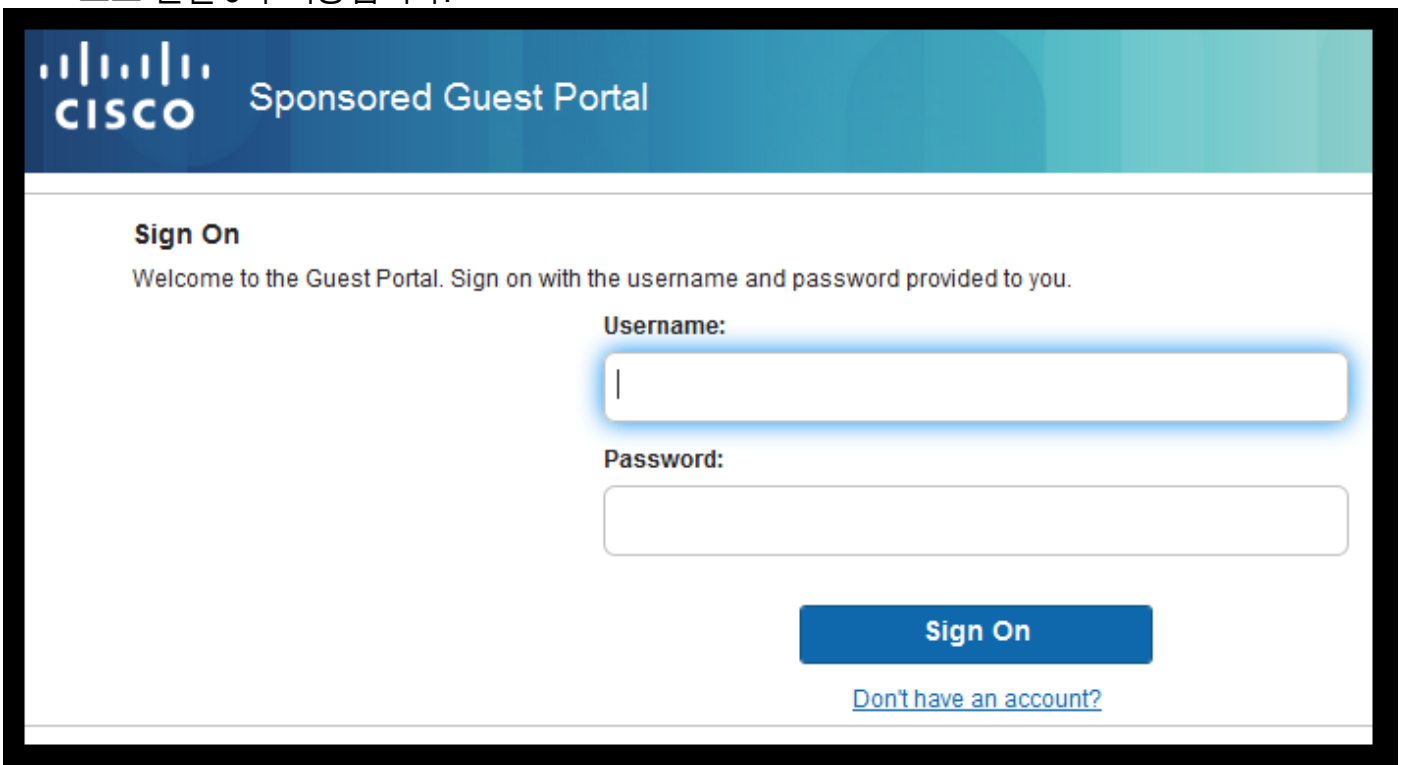 CISCO
Sponsored Guest Portal
Sign On
Welcome to the Guest Portal. Sign on with the username and password provided to you.
Username:
Password:
Sign On
Don't have an account?